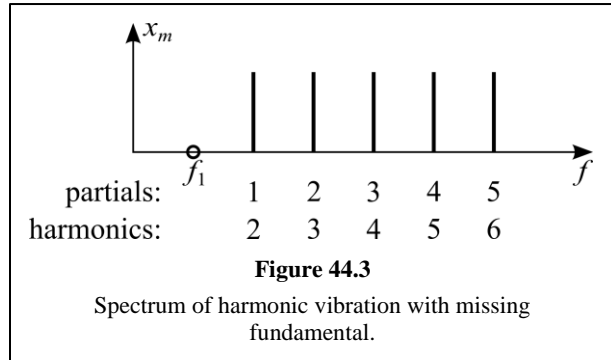 x_m
f_1 f
partials: 1 2 3 4 5
harmonics: 2 3 4 5 6
Figure 44.3
Spectrum of harmonic vibration with missing
fundamental.